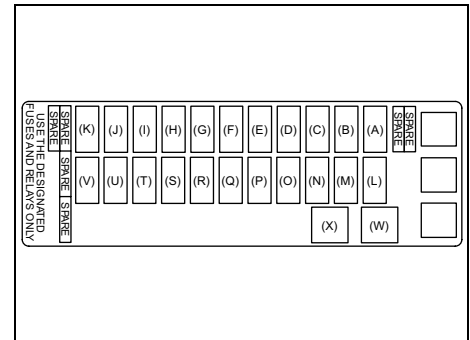 USE THE DESIGNATED
FUSES AND RELAYS ONLY
SPARE
SPARE
SPARE
SPARE
(K) (J) (I) (H) (G) (F) (E) (D) (C) (B) (A)
SPARE
SPARE
(V) (U) (T) (S) (R) (Q) (P) (O) (N) (M) (L)
(X) (W)